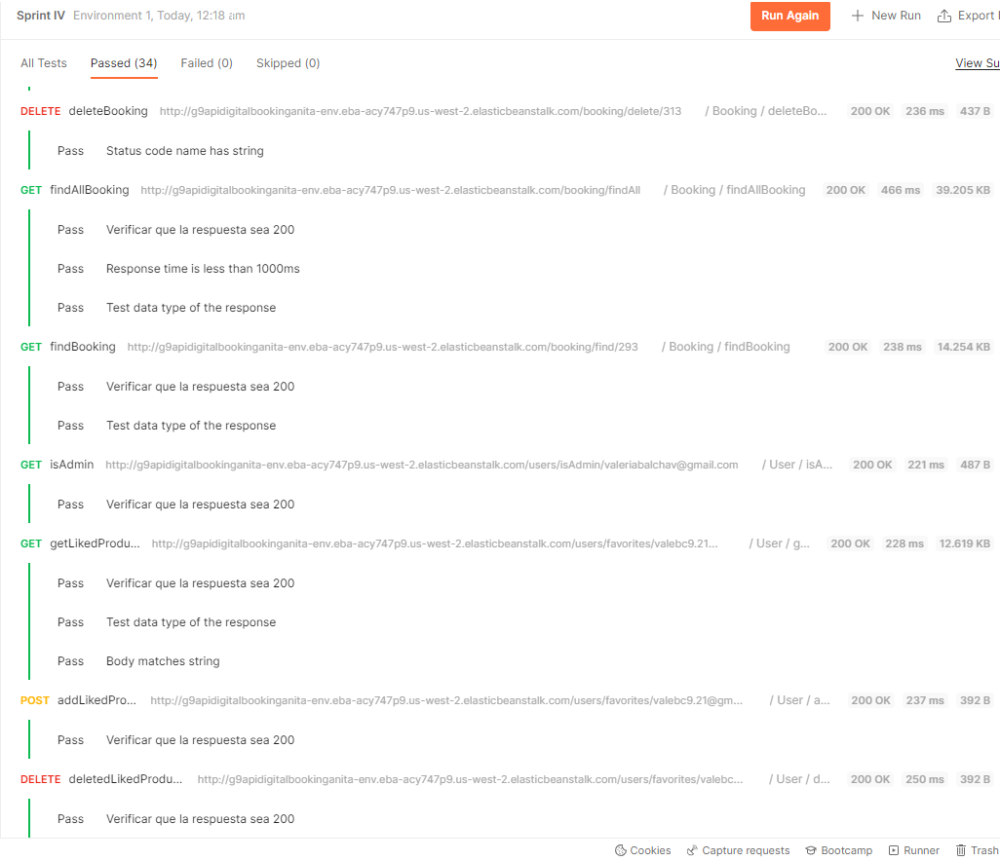 Sprint IV Environment 1, Today, 12:18 am Run Again New Run Export
All Tests Passed (34) Failed (0) Skipped (0) View Su
DELETE deleteBooking http://g9apidigitalbookinganita-env.eba-acy747p9.us-west-2.elasticbeanstalk.com/booking/delete/313 / Booking / deleteBo... 200 OK 236 ms 437 B
Pass Status code name has string
GET findAllBooking http://g9apidigitalbookinganita-env.eba-acy747p9.us-west-2.elasticbeanstalk.com/booking/findAll / Booking / findAllBooking 200 OK 466 ms 39.205 KB
Pass Verificar que la respuesta sea 200
Pass Response time is less than 1000ms
Pass Test data type of the response
GET findBooking http://g9apidigitalbookinganita-env.eba-acy747p9.us-west-2.elasticbeanstalk.com/booking/find/293 / Booking / findBooking 200 OK 238 ms 14.254 KB
Pass Verificar que la respuesta sea 200
Pass Test data type of the response
GET isAdmin http://g9apidigitalbookinganita-env.eba-acy747p9.us-west-2.elasticbeanstalk.com/users/isAdmin/valeriabalchav@gmail.com / User / isA... 200 OK 221 ms 487 B
Pass Verificar que la respuesta sea 200
GET getLikedProdu... http://g9apidigitalbookinganita-env.eba-acy747p9.us-west-2.elasticbeanstalk.com/users/favorites/valebc9.21... / User / g... 200 OK 228 ms 12.619 KB
Pass Verificar que la respuesta sea 200
Pass Test data type of the response
Pass Body matches string
POST addLikedPro... http://g9apidigitalbookinganita-env.eba-acy747p9.us-west-2.elasticbeanstalk.com/users/favorites/valebc9.21@gm... / User / a... 200 OK 237 ms 392 B
Pass Verificar que la respuesta sea 200
DELETE deletedLikedProdu... http://g9apidigitalbookinganita-env.eba-acy747p9.us-west-2.elasticbeanstalk.com/users/favorites/valebc... / User / d... 200 OK 250 ms 392 B
Pass Verificar que la respuesta sea 200
Cookies Capture requests Bootcamp Runner Trash